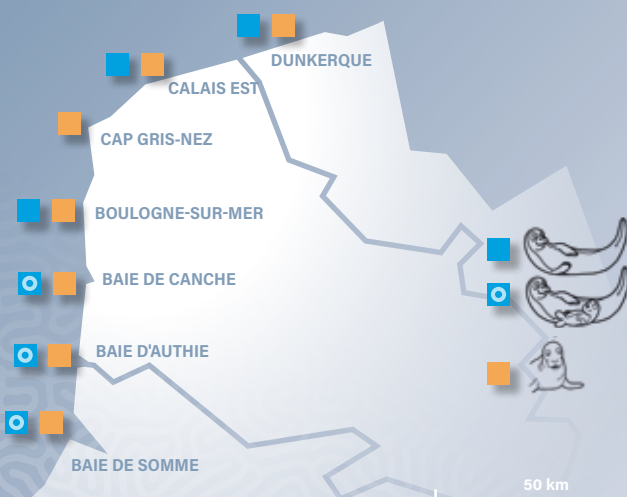 DUNKERQUE
CALAIS EST
CAP GRIS-NEZ
BOULOGNE-SUR-MER
BAIE DE CANCHE
BAIE D'AUTHIE
BAIE DE SOMME
50 km